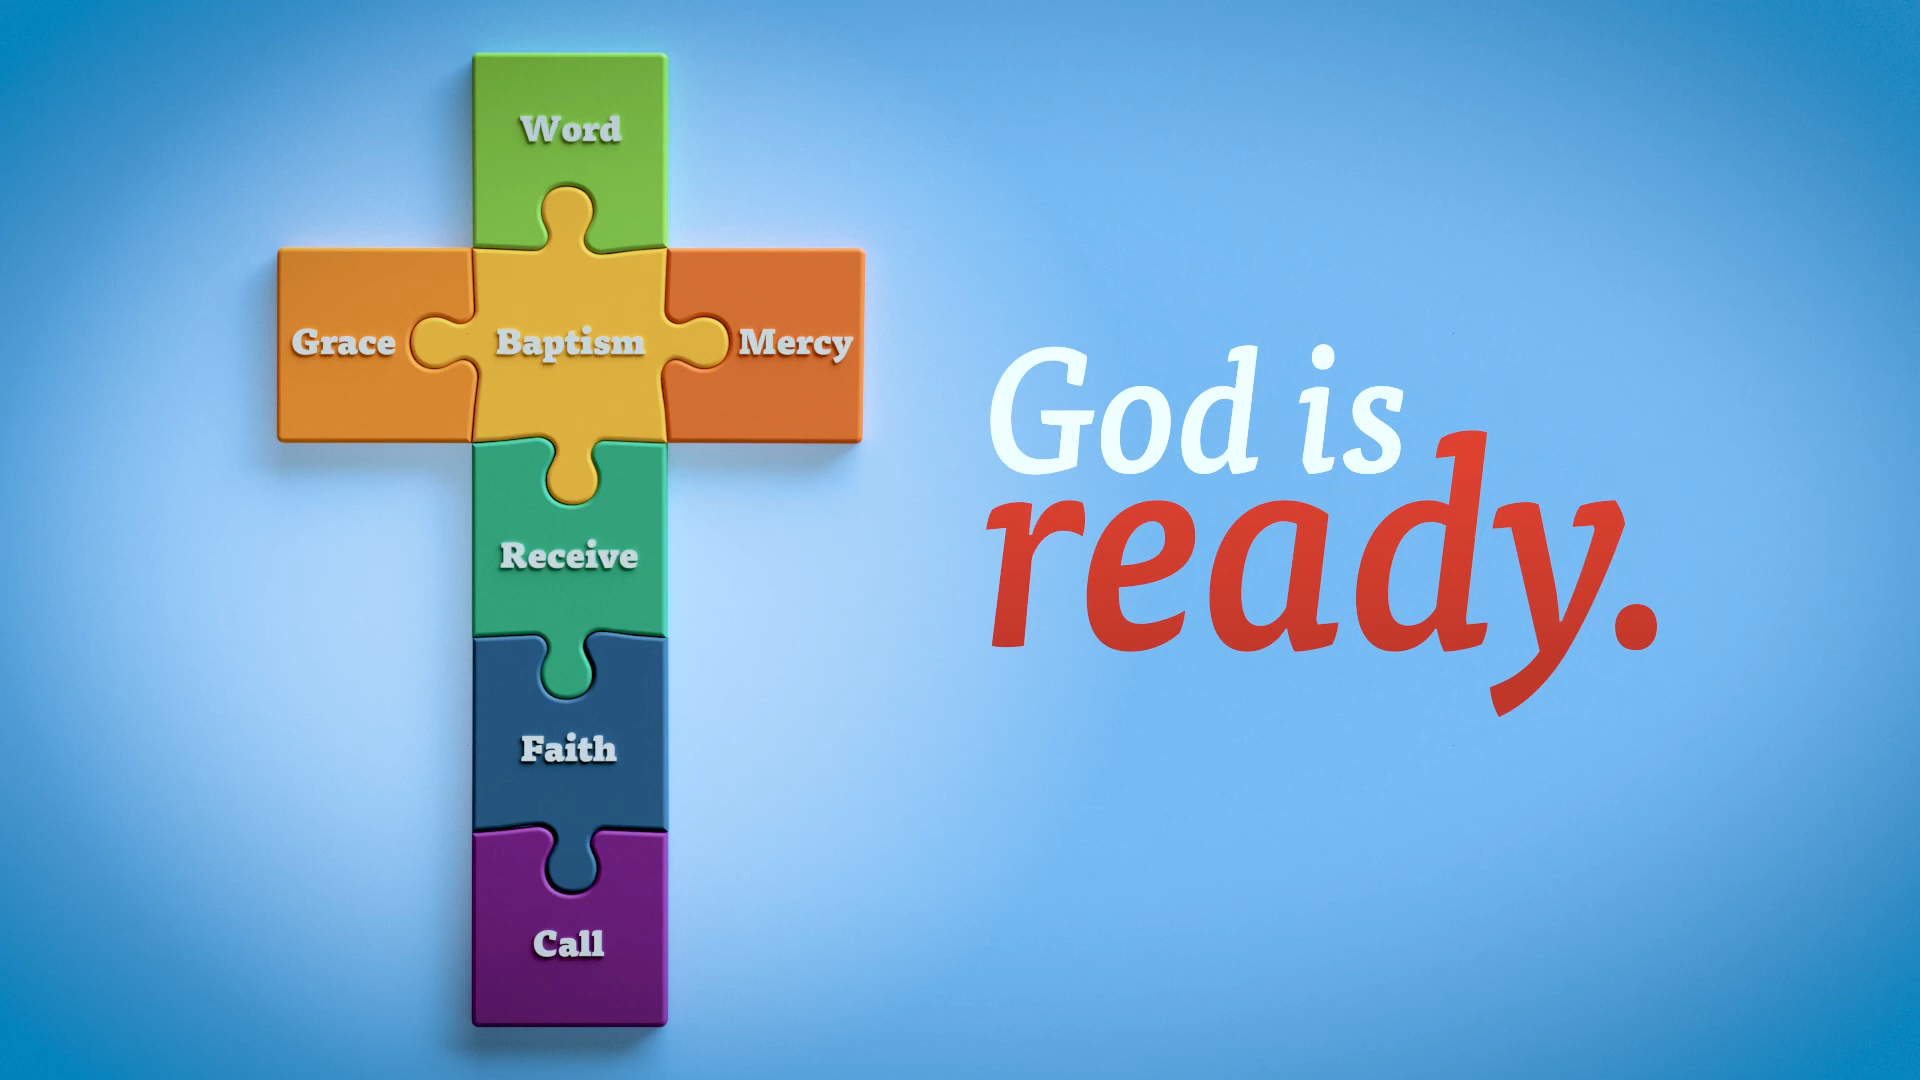 Word
Grace Baptism Mercy
Receive
Faith
Call
God is
ready.